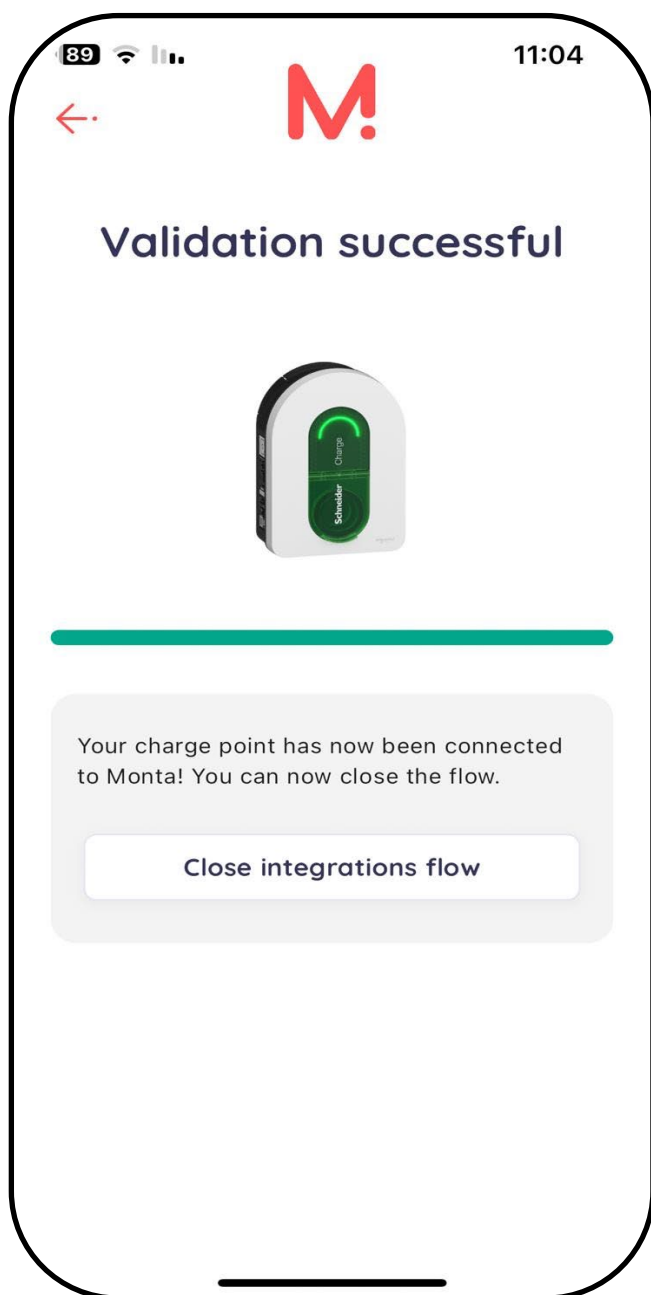 89
11:04
M!
Validation successful
Charge
Schneider
Your charge point has now been connected
to Monta! You can now close the flow.
Close integrations flow